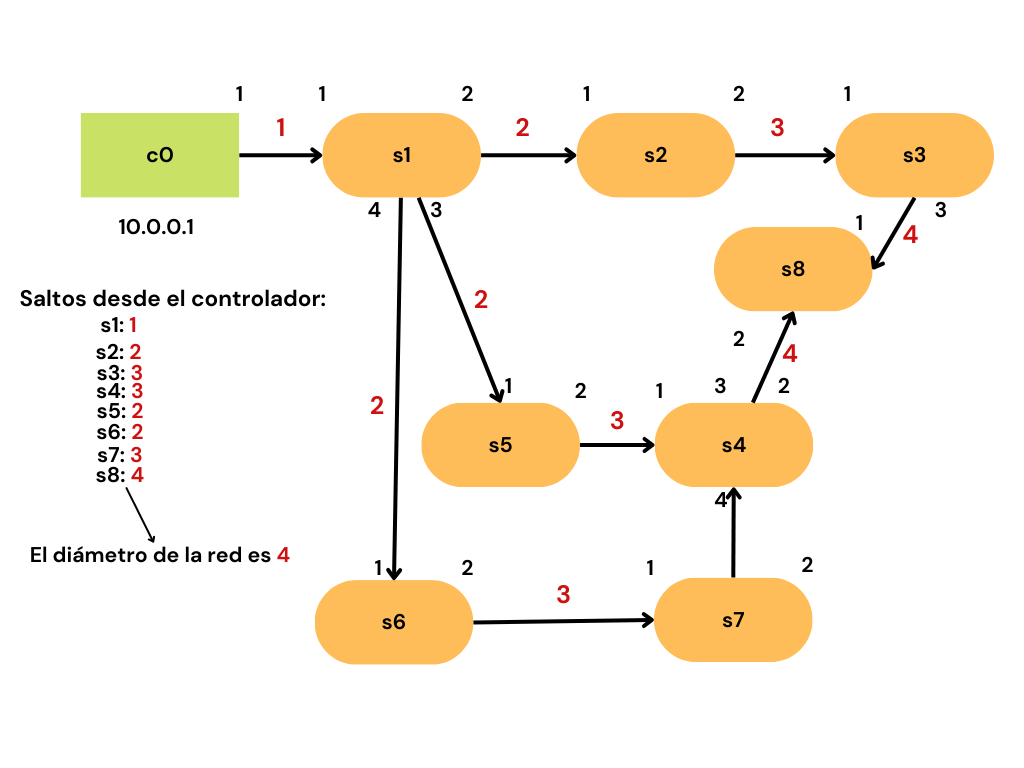 1 1 2 1 2 1
1 2 3
c0 s1 s2 s3
4 3 3
10.0.0.1
1 4
s8
Saltos desde el controlador:
2
s1: 1
s2: 2
2 4
s3: 3
s4: 3
1 2 1 3 2
2
s5: 2
3
s6: 2
s5 s4
s7: 3
s8: 4
4
El diámetro de la red es 4
1 2 1 2
3
s6 s7